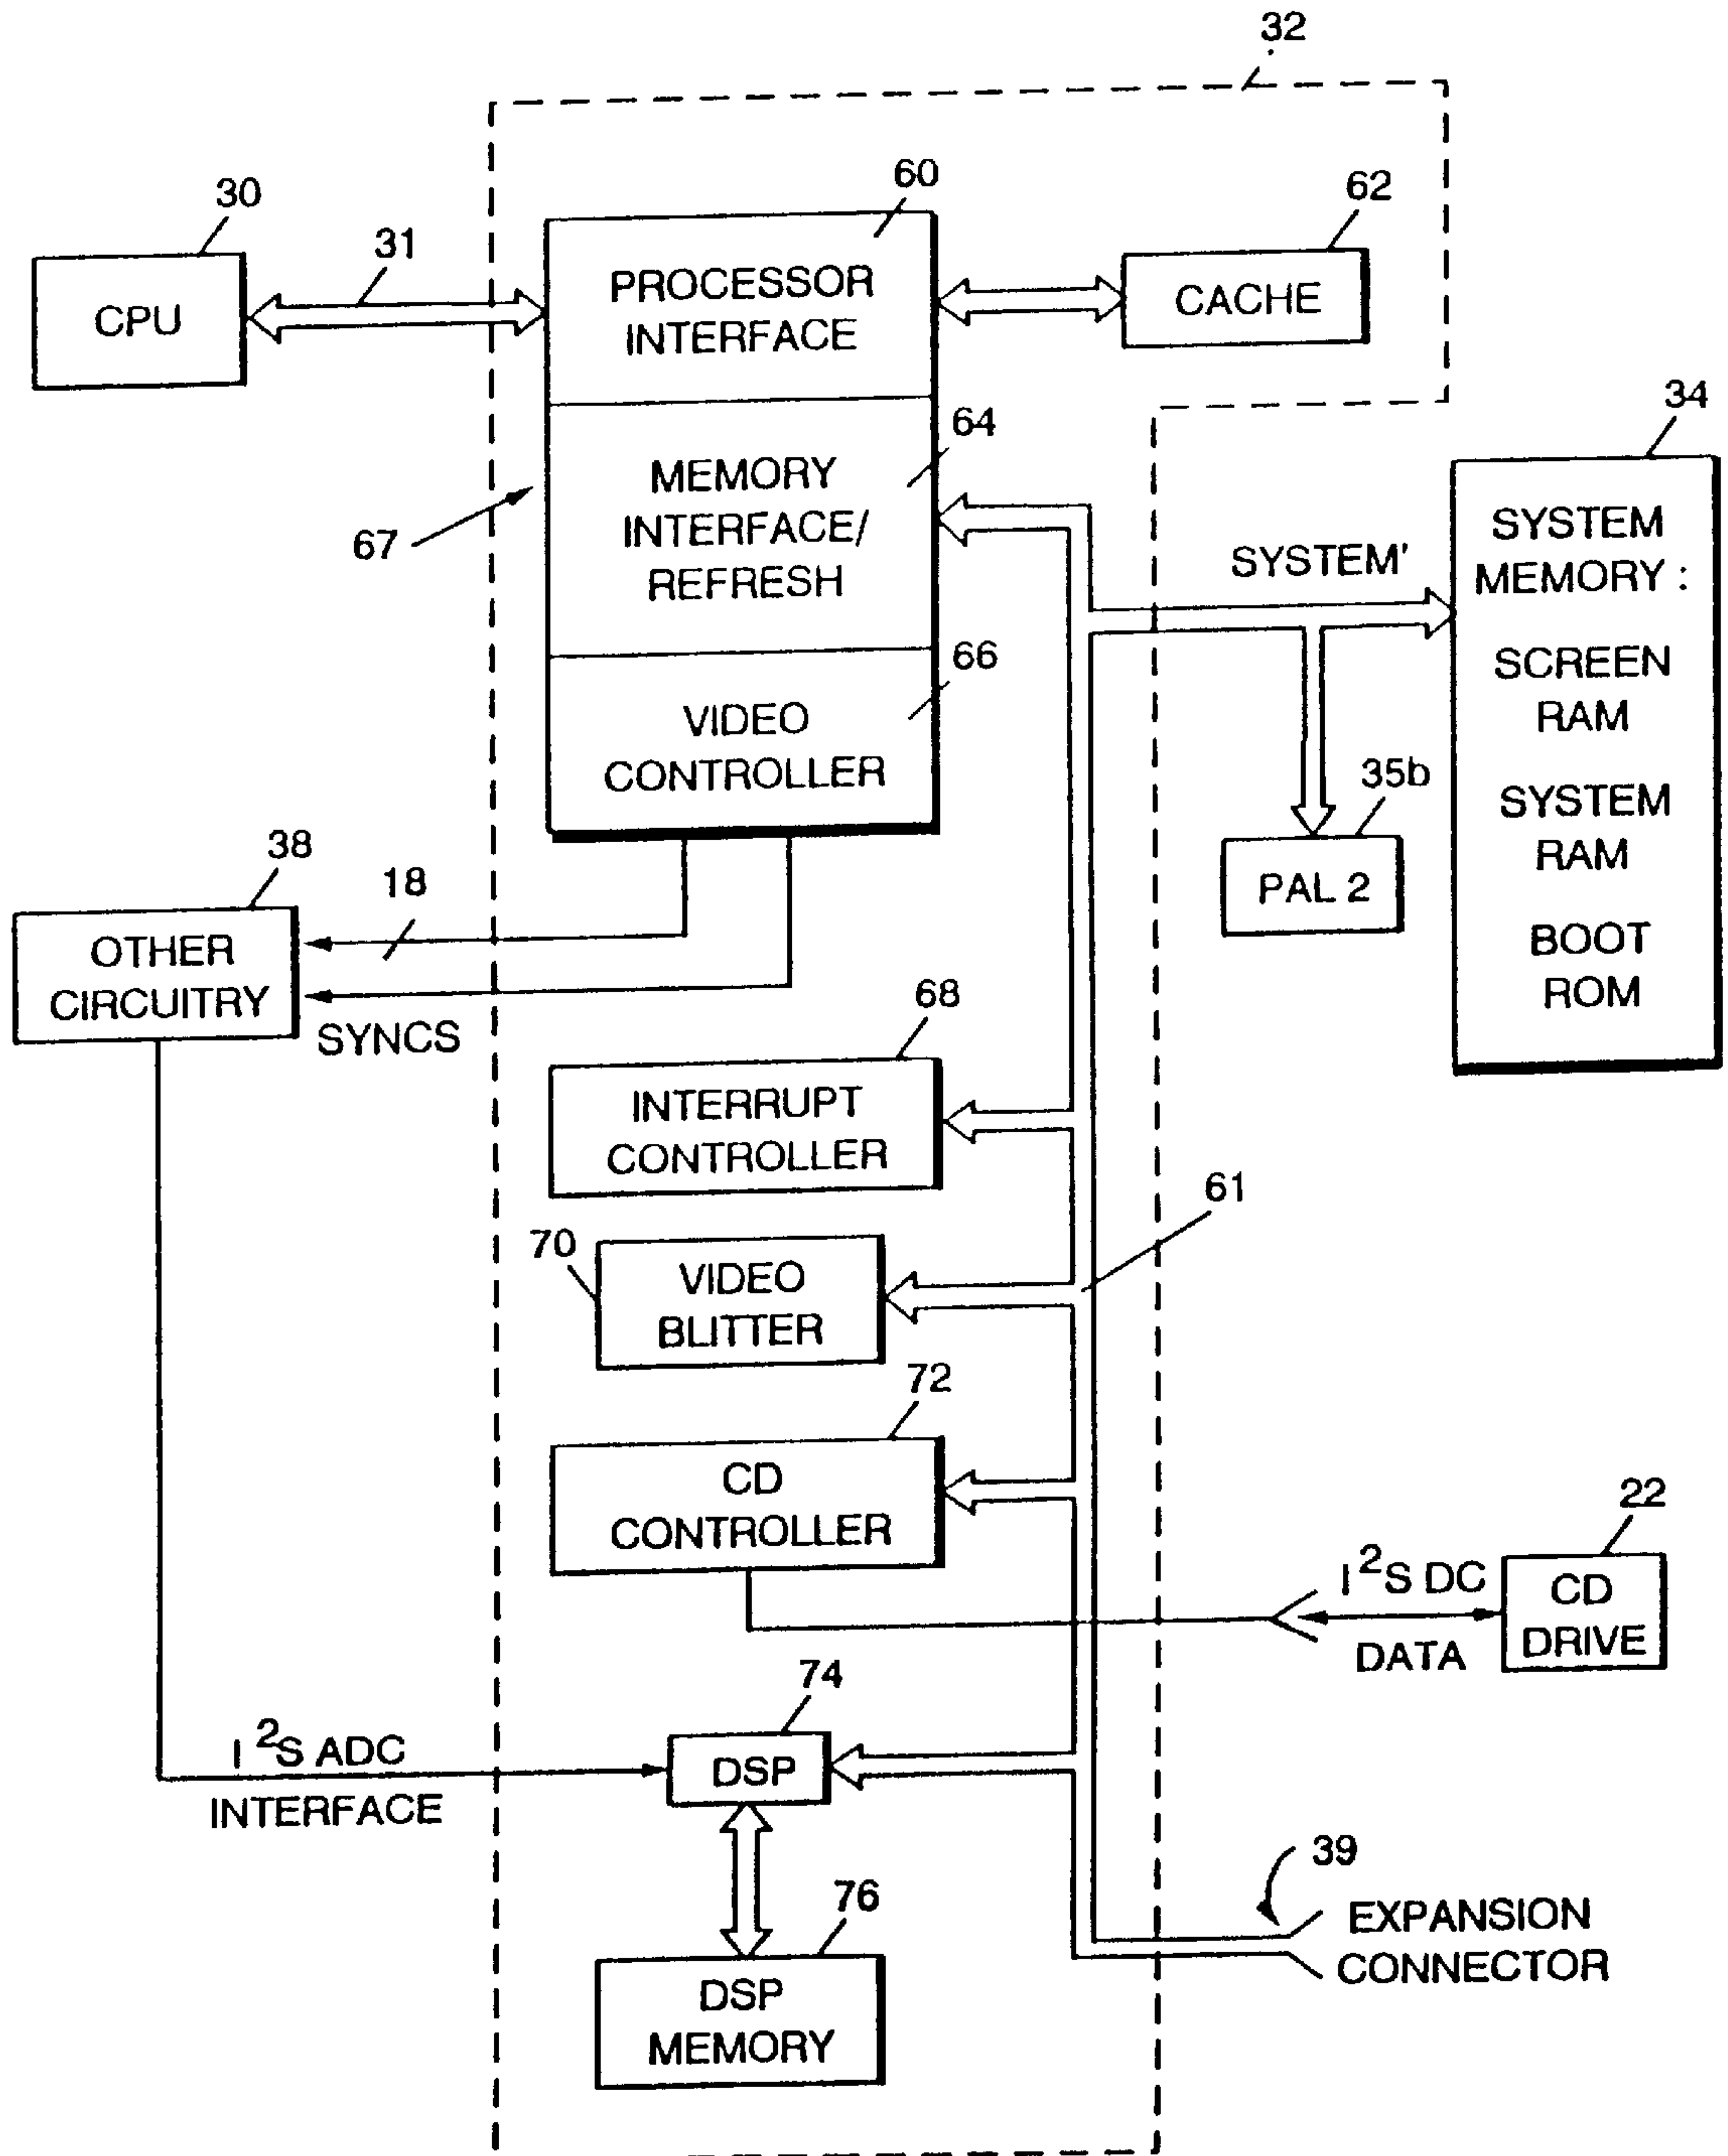 32
60
62
30
31
CPU
PROCESSOR
INTERFACE
CACHE
64
34
MEMORY
INTERFACE/
REFRESH
67
SYSTEM'
SYSTEM
MEMORY :
SCREEN
RAM
SYSTEM
RAM
BOOT
ROM
66
VIDEO
CONTROLLER
35b
PAL 2
38
18
OTHER
CIRCUITRY
SYNCS
68
INTERRUPT
CONTROLLER
61
70
VIDEO
BLITTER
72
CD
CONTROLLER
22
I²S DC
DATA
CD
DRIVE
74
I²S ADC
INTERFACE
DSP
39
76
EXPANSION
CONNECTOR
DSP
MEMORY